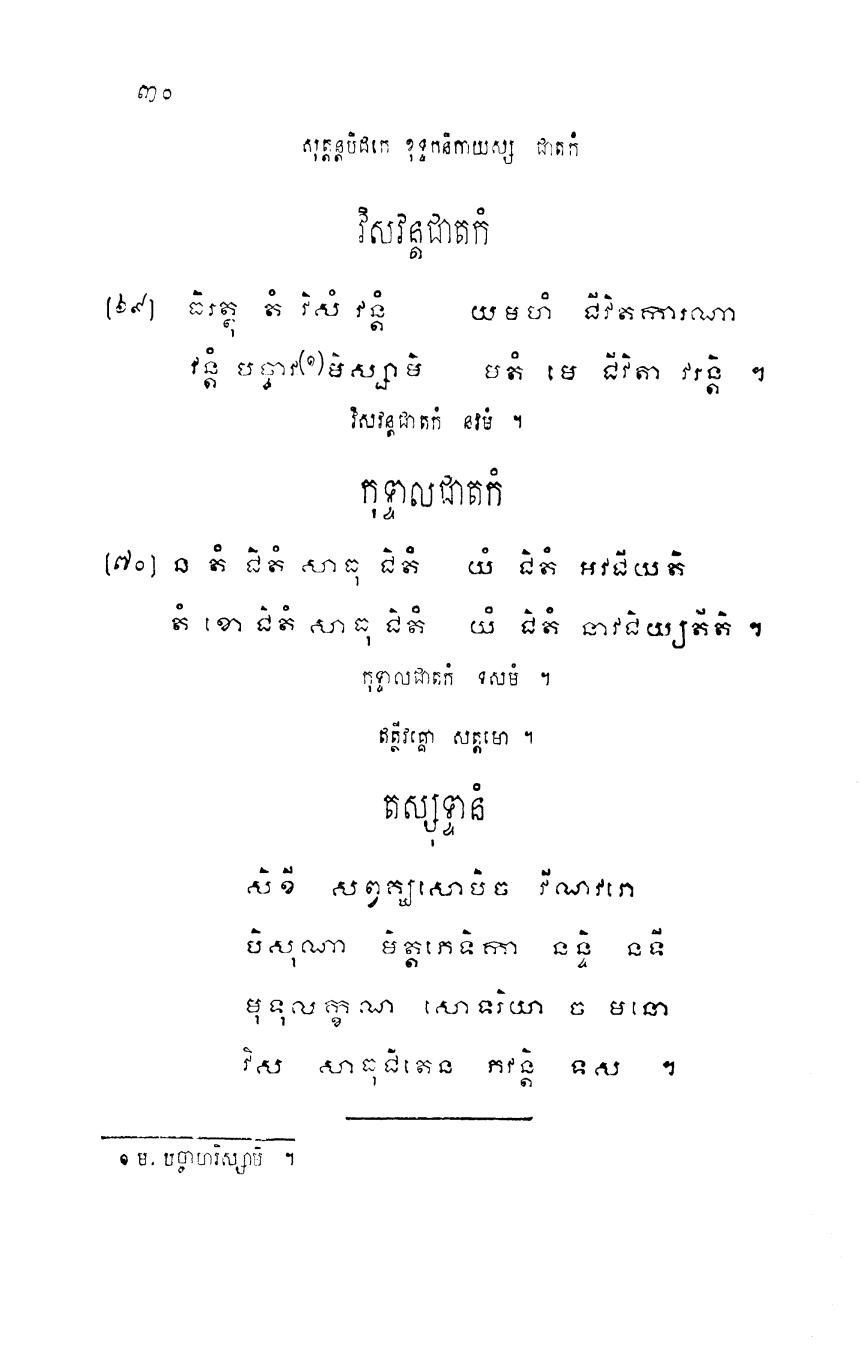 ៣០
សុត្តន្តបិដកេ ខុទ្ទកនិកាយស្ស ជាតកំ
វិសវន្តជាតកំ
[៦៩] ធិរត្ថុ តំ វិសំ វន្តំ យមហំ ជីវិតការណា
វន្តំ បច្ចាវ(១)មិស្សាមិ មតំ មេ ជីវិតា វរន្តិ ។
វិសវន្តជាតកំ នវមំ ។
កុទ្ទាលជាតកំ
[៧០] ន តំ ជិតំ សាធុ ជិតំ យំ ជិតំ អវជីយតិ
តំ ខោ ជិតំ សាធុ ជិតំ យំ ជិតំ នាវជិយ្យតីតិ ។
កុទ្ទាលជាតកំ ទសមំ ។
ឥត្ថីវគ្គោ សត្តមោ ។
តស្សុទ្ទានំ
សិខី សព្វក្ឃសោបិច វីណវរោ
បិសុណា មិត្តភេទិកា នន្ទិ នទី
មុទុលក្ខណ សោទរិយា ច មនោ
វិស សាធុជិតេន ភវន្តិ ទស ។
១ ម. បច្ចាហរិស្សាមិ ។